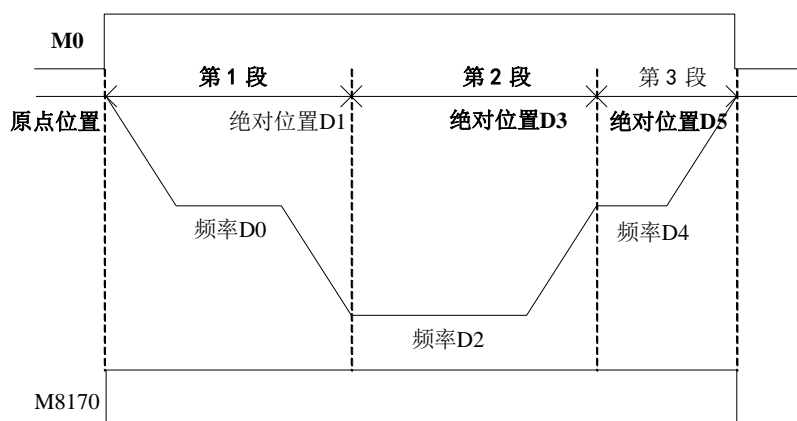 M0
第 1 段
第 2 段
第 3 段
原点位置
绝对位置D1
绝对位置D3
绝对位置D5
频率D0
频率D4
频率D2
M8170